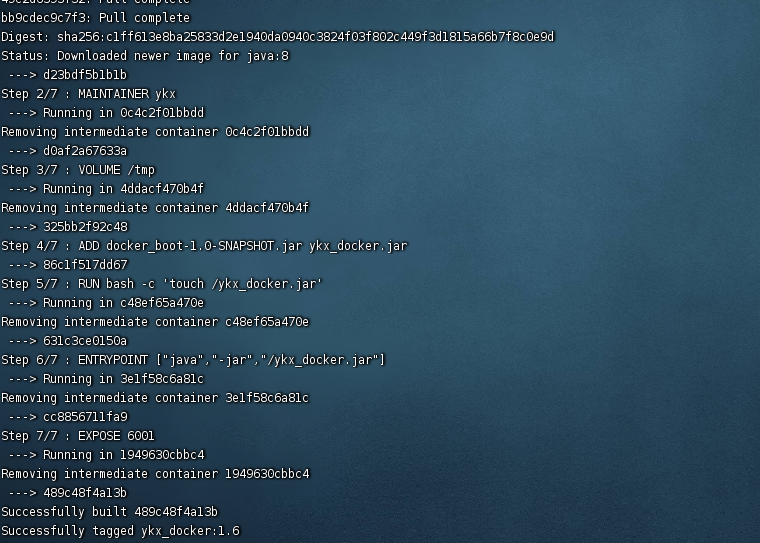 bb9cdec9c7f3: Pull complete
Digest: sha256:c1ff613e8ba25833d2e1940da0940c3824f03f802c449f3d1815a66b7f8c0e9d
Status: Downloaded newer image for java:8
 ---> d23bdf5b1b1b
Step 2/7 : MAINTAINER ykx
 ---> Running in 0c4c2f01bbdd
Removing intermediate container 0c4c2f01bbdd
 ---> d0af2a67633a
Step 3/7 : VOLUME /tmp
 ---> Running in 4ddacf470b4f
Removing intermediate container 4ddacf470b4f
 ---> 325bb2f92c48
Step 4/7 : ADD docker_boot-1.0-SNAPSHOT.jar ykx_docker.jar
 ---> 86c1f517dd67
Step 5/7 : RUN bash -c 'touch /ykx_docker.jar'
 ---> Running in c48ef65a470e
Removing intermediate container c48ef65a470e
 ---> 631c3ce0150a
Step 6/7 : ENTRYPOINT ["java","-jar","/ykx_docker.jar"]
 ---> Running in 3e1f58c6a81c
Removing intermediate container 3e1f58c6a81c
 ---> cc8856711fa9
Step 7/7 : EXPOSE 6001
 ---> Running in 1949630cbbc4
Removing intermediate container 1949630cbbc4
 ---> 489c48f4a13b
Successfully built 489c48f4a13b
Successfully tagged ykx_docker:1.6